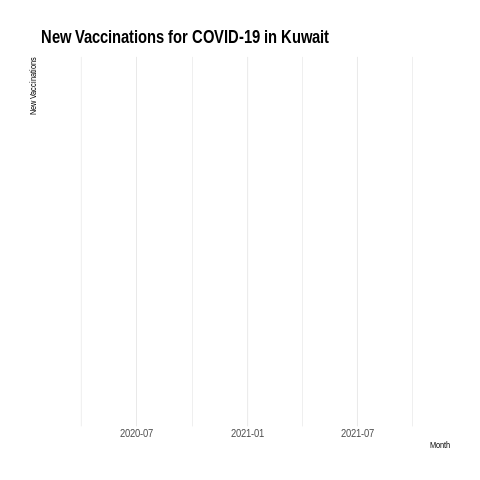 New Vaccinations for COVID-19 in Kuwait
New Vaccinations
2020-07
2021-01
2021-07
Month